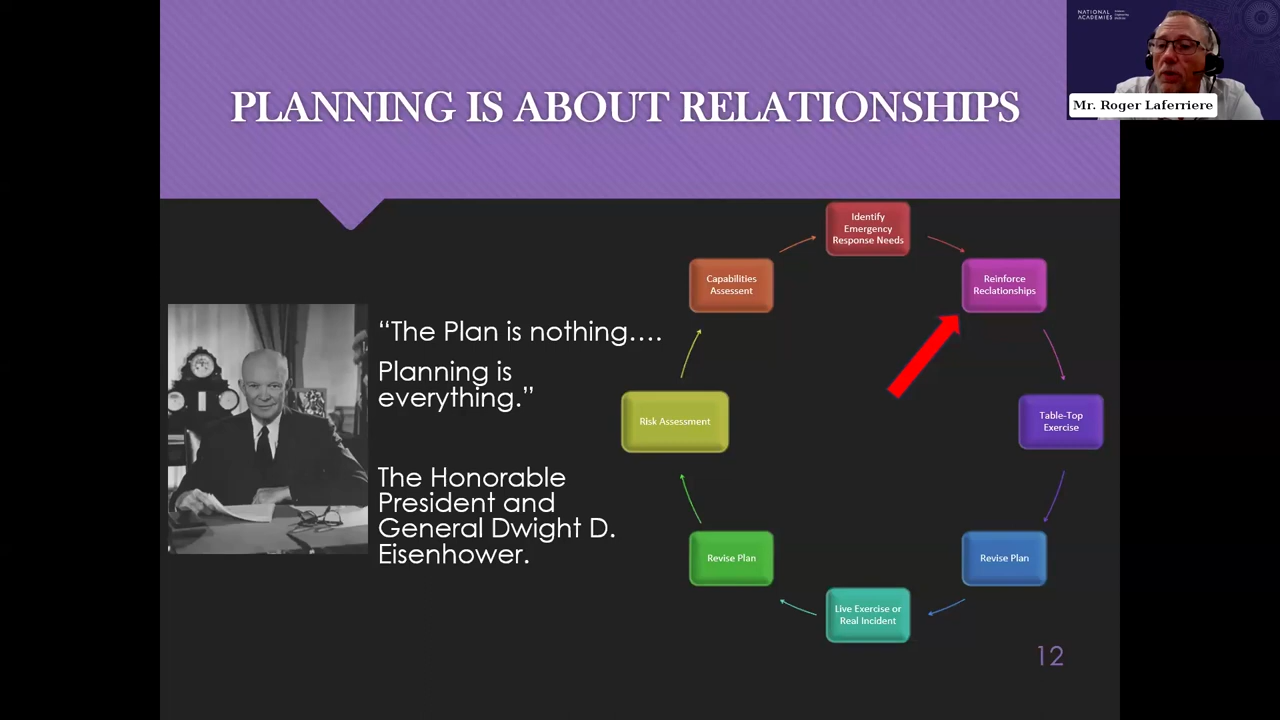 PLANNING IS ABOUT RELATIONSHIPS
NATIONAL
ACADEMIES
Mr. Roger Laferriere
“The Plan is nothing....
Planning is
everything.”
The Honorable
President and
General Dwight D.
Eisenhower.
Identify
Emergency
Response Needs
Reinforce
Reclationships
Table-Top
Exercise
Revise Plan
Live Exercise or
Real Incident
Revise Plan
Risk Assessment
Capabilities
Assessent
12